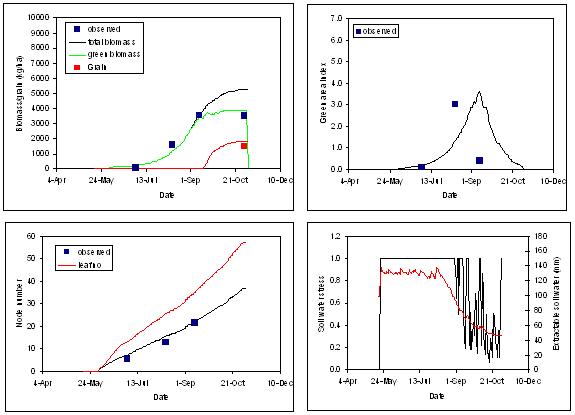 Biomass/grain (kg/ha)
10000
9000
8000
7000
6000
5000
4000
3000
2000
1000
0
observed
total biomass
green biomass
Grain
4-Apr 24-May 13-Jul 1-Sep 21-Oct 10-Dec
Date
Green area index
7.0
6.0
5.0
4.0
3.0
2.0
1.0
0.0
observed
4-Apr 24-May 13-Jul 1-Sep 21-Oct 10-Dec
Date
Node number
60
50
40
30
20
10
0
observed
leafno
4-Apr 24-May 13-Jul 1-Sep 21-Oct
Date
Soil water stress
1.2
1.0
0.8
0.6
0.4
0.2
0.0
180
160
140
120
100
80
60
40
20
0
Extractable soil water (mm)
4-Apr 24-May 13-Jul 1-Sep 21-Oct 10-Dec
Date